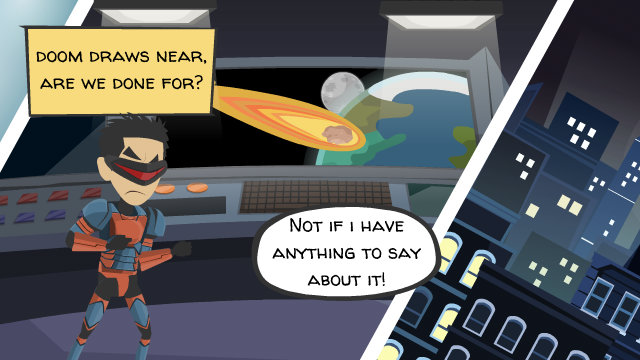 DOOM DRAWS NEAR,
ARE WE DONE FOR?
NOT IF I HAVE
ANYTHING TO SAY
ABOUT IT!